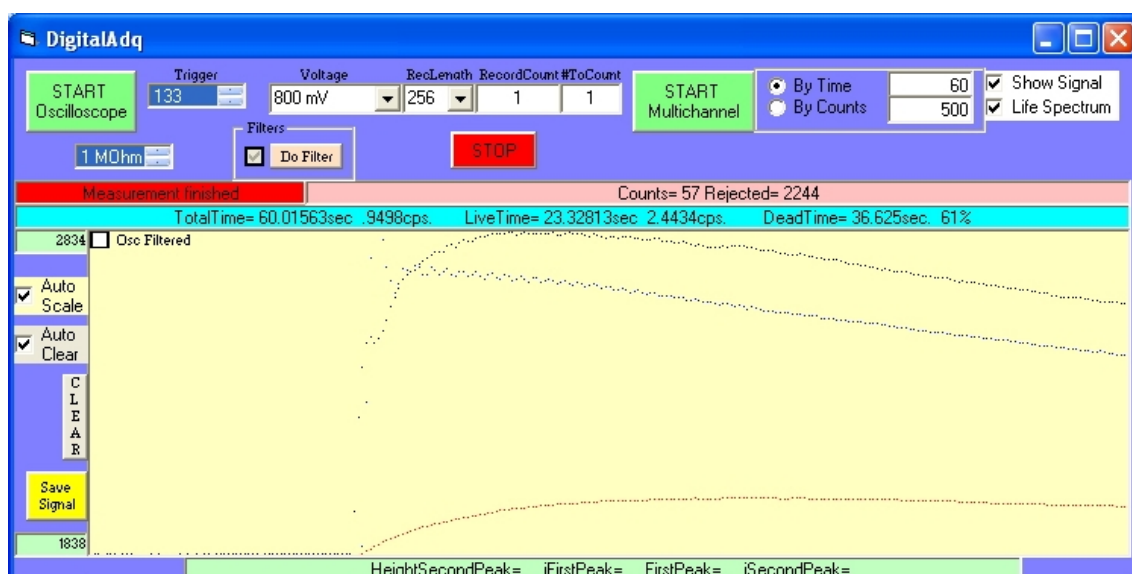 DigitalAdq
Trigger Voltage RecLength RecordCount #ToCount
START Oscilloscope
133 800 mV 256 1 1
START Multichannel
By Time 60
By Counts 500
Show Signal
Life Spectrum
Filters
1 MOhm
Do Filter
STOP
Measurement finished
Counts= 57 Rejected= 2244
TotalTime= 60.01563sec .9498cps. LiveTime= 23.32813sec 2.4434cps. DeadTime= 36.625sec. 61%
2834
Osc Filtered
Auto
Scale
Auto
Clear
C
L
E
A
R
Save
Signal
1838
HeightSecondPeak= iFirstPeak= FirstPeak= iSecondPeak=